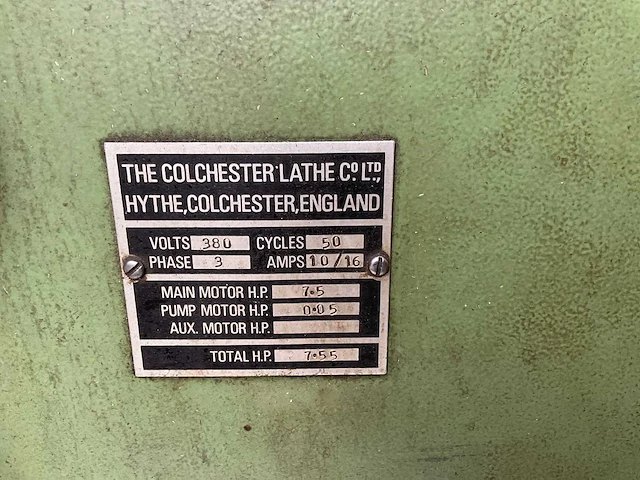 THE COLCHESTER LATHE Co. LTD.,
HYTHE, COLCHESTER, ENGLAND
VOLTS 380 CYCLES 50
PHASE 3 AMPS 10/16
MAIN MOTOR H.P. 7.5
PUMP MOTOR H.P. 0.05
AUX. MOTOR H.P.
TOTAL H.P. 7.55